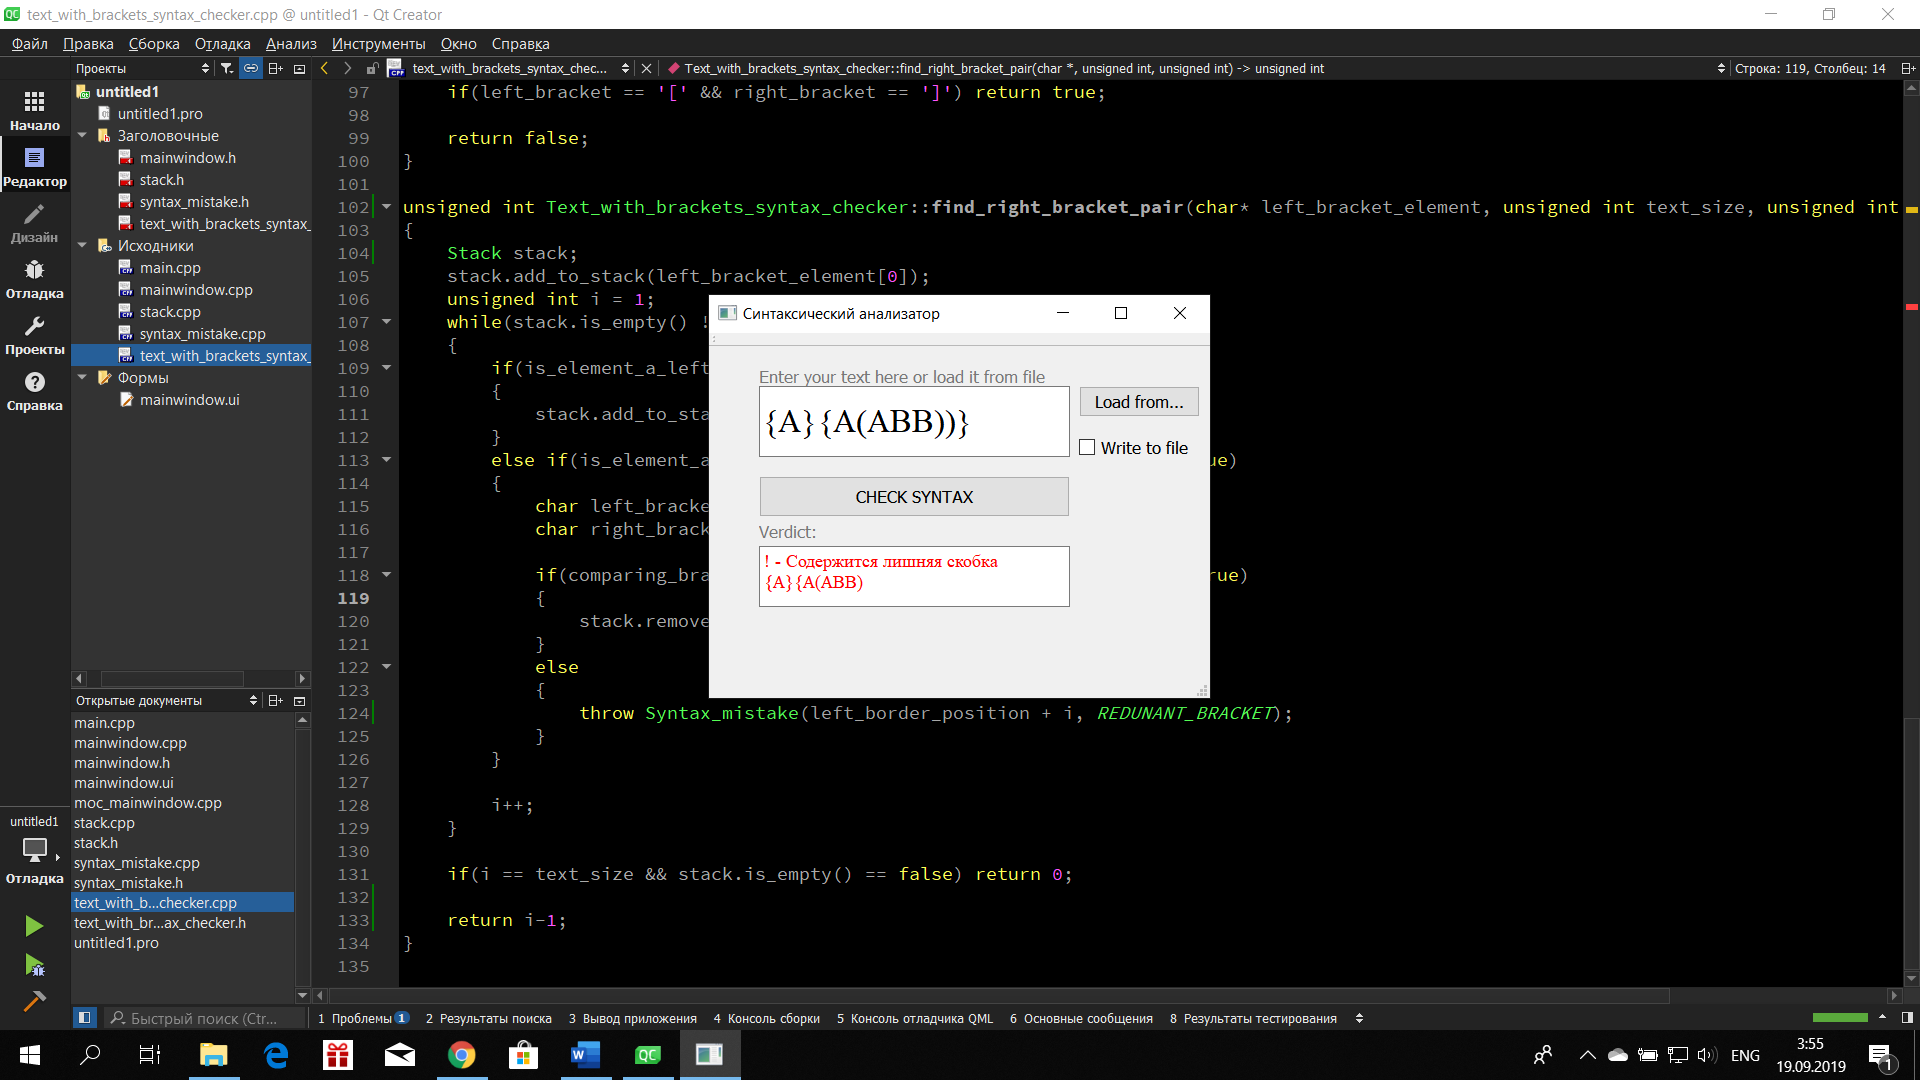 text_with_brackets_syntax_checker.cpp @ untitled1 - Qt Creator
Файл Правка Сборка Отладка Анализ Инструменты Окно Справка
Проекты
text_with_brackets_syntax_chec...
Text_with_brackets_syntax_checker::find_right_bracket_pair(char *, unsigned int, unsigned int) -> unsigned int
Строка: 119, Столбец: 14
Начало
Редактор
Дизайн
Отладка
Проекты
Справка
untitled1
Отладка
untitled1
untitled1.pro
Заголовочные
mainwindow.h
stack.h
syntax_mistake.h
text_with_brackets_syntax_
Исходники
main.cpp
mainwindow.cpp
stack.cpp
syntax_mistake.cpp
text_with_brackets_syntax_
Формы
mainwindow.ui
Открытые документы
main.cpp
mainwindow.cpp
mainwindow.h
mainwindow.ui
moc_mainwindow.cpp
stack.cpp
stack.h
syntax_mistake.cpp
syntax_mistake.h
text_with_b...checker.cpp
text_with_br...ax_checker.h
untitled1.pro
97 if(left_bracket == '[' && right_bracket == ']') return true;
98
99 return false;
100 }
101
102 unsigned int Text_with_brackets_syntax_checker::find_right_bracket_pair(char* left_bracket_element, unsigned int text_size, unsigned int
103 {
104 Stack stack;
105 stack.add_to_stack(left_bracket_element[0]);
106 unsigned int i = 1;
107 while(stack.is_empty() !
108 {
109 if(is_element_a_left
110 {
111 stack.add_to_sta
112 }
113 else if(is_element_a ue)
114 {
115 char left_bracke
116 char right_brack
117
118 if(comparing_bra rue)
119 {
120 stack.remove
121 }
122 else
123 {
124 throw Syntax_mistake(left_border_position + i, REDUNANT_BRACKET);
125 }
126 }
127
128 i++;
129 }
130
131 if(i == text_size && stack.is_empty() == false) return 0;
132
133 return i-1;
134 }
135
Синтаксический анализатор
Enter your text here or load it from file
{A}{A(ABB))}
Load from...
Write to file
CHECK SYNTAX
Verdict:
! - Содержится лишняя скобка
{A}{A(ABB)
Быстрый поиск (Ctr...
1 Проблемы 1 2 Результаты поиска 3 Вывод приложения 4 Консоль сборки 5 Консоль отладчика QML 6 Основные сообщения 8 Результаты тестирования
ENG
3:55
19.09.2019
1